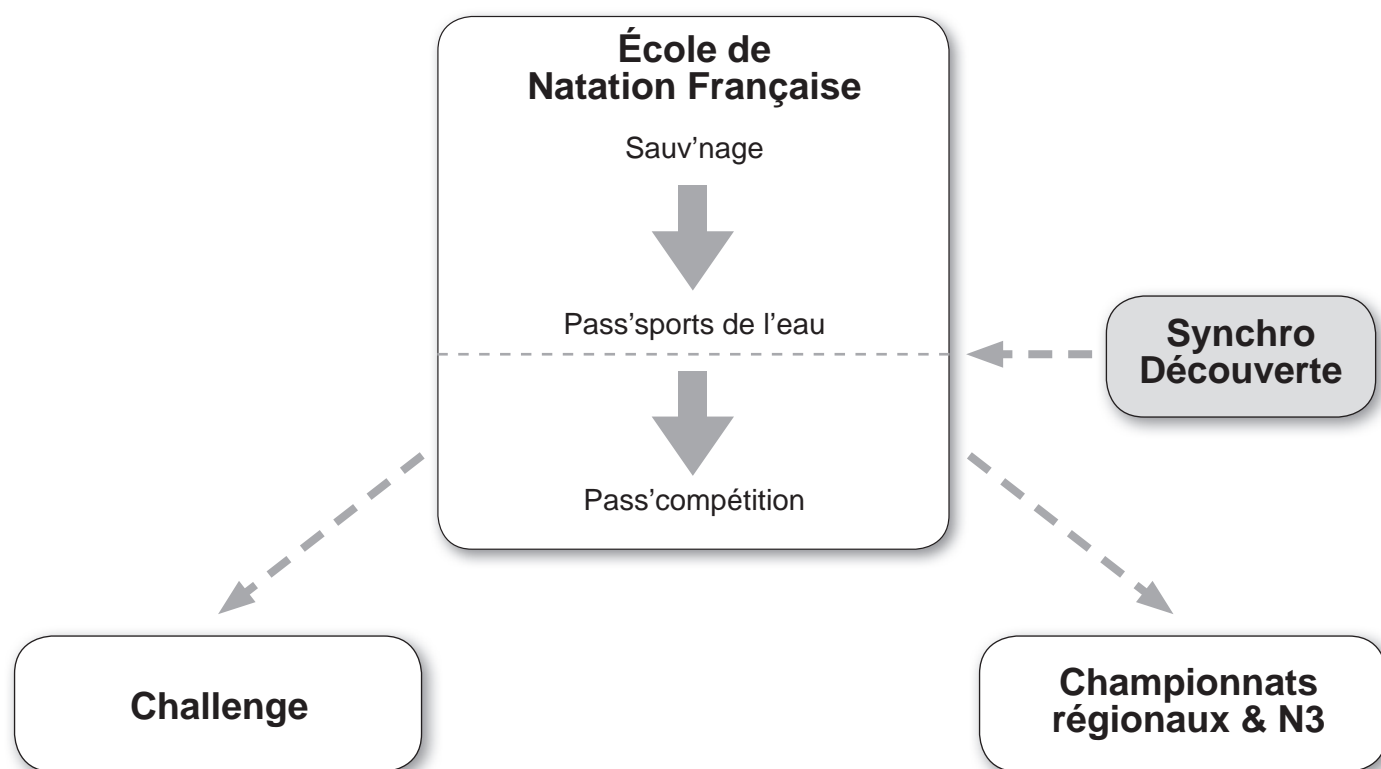 École de
Natation Française
Sauv’nage
Pass’sports de l’eau
Synchro
Découverte
Pass’compétition
Challenge
Championnats
régionaux & N3